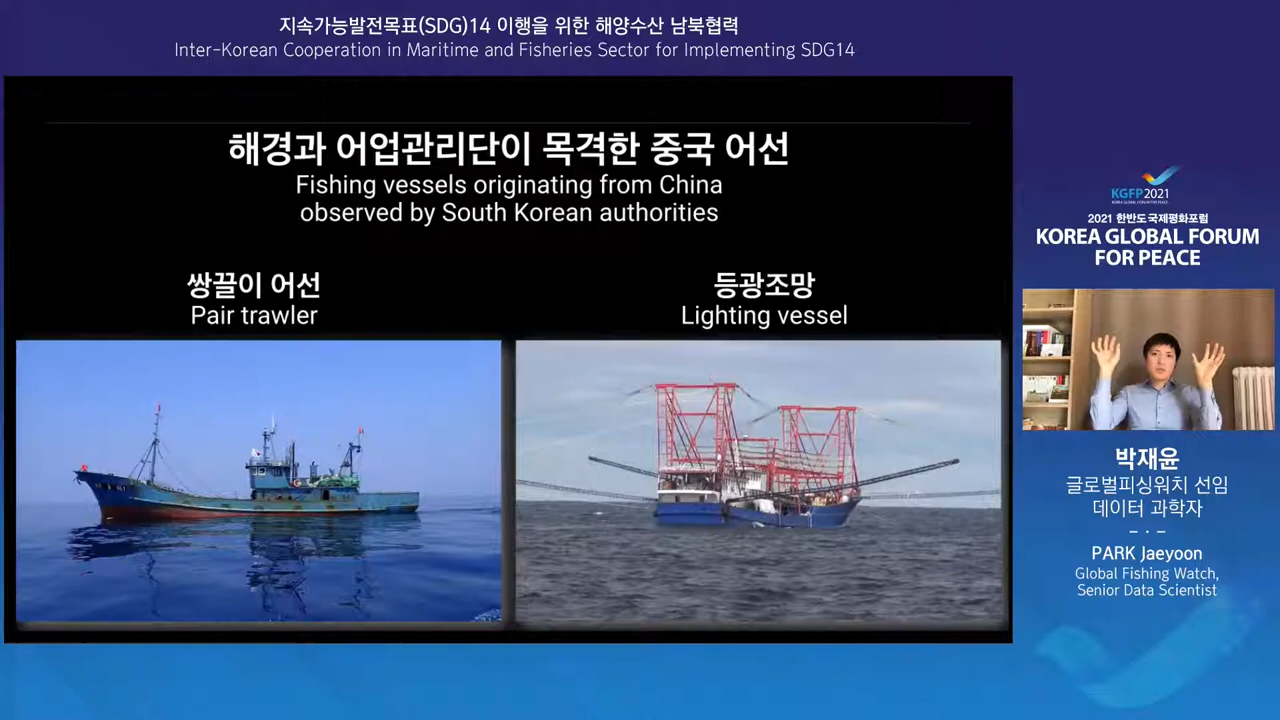 지속가능발전목표(SDG)14 이행을 위한 해양수산 남북협력
Inter-Korean Cooperation in Maritime and Fisheries Sector for Implementing SDG14
해경과 어업관리단이 목격한 중국 어선
Fishing vessels originating from China
observed by South Korean authorities
쌍끌이 어선
Pair trawler
등광조망
Lighting vessel
KGFP2021
KOREA GLOBAL FORUM FOR PEACE
2021 한반도국제평화포럼
KOREA GLOBAL FORUM
FOR PEACE
박재윤
글로벌피싱워치 선임
데이터 과학자
PARK Jaeyoon
Global Fishing Watch,
Senior Data Scientist